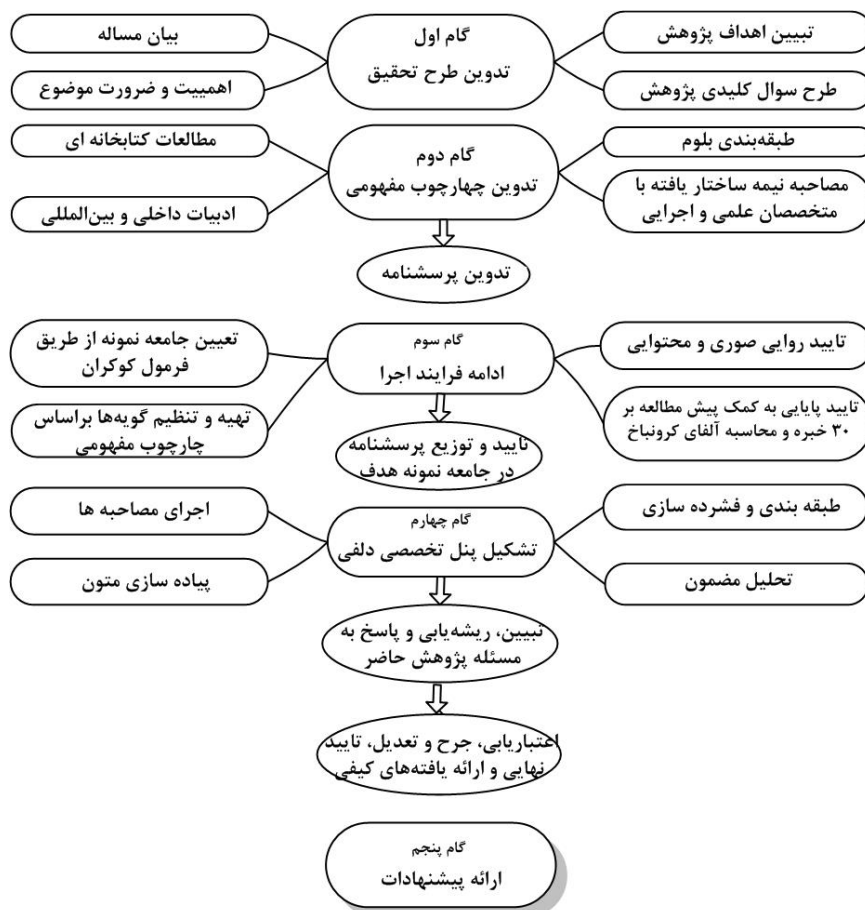 گام اول
تدوین طرح تحقیق
تبیین اهداف پژوهش
طرح سوال کلیدی پژوهش
بیان مساله
اهمییت و ضرورت موضوع
گام دوم
تدوین چهارچوب مفهومی
طبقه‌بندی بلوم
مصاحبه نیمه ساختار یافته با
متخصصان علمی و اجرایی
مطالعات کتابخانه ای
ادبیات داخلی و بین‌المللی
تدوین پرسشنامه
گام سوم
ادامه فرایند اجرا
تایید روایی صوری و محتوایی
تایید پایایی به کمک پیش مطالعه بر
۳۰ خبره و محاسبه آلفای کرونباخ
تعیین جامعه نمونه از طریق
فرمول کوکران
تهیه و تنظیم گویه‌ها براساس
چارچوب مفهومی
تایید و توزیع پرسشنامه
در جامعه نمونه هدف
گام چهارم
تشکیل پنل تخصصی دلفی
طبقه بندی و فشرده سازی
تحلیل مضمون
اجرای مصاحبه ها
پیاده سازی متون
تبیین، ریشه‌یابی و پاسخ به
مسئله پژوهش حاضر
اعتباریابی، جرح و تعدیل، تایید
نهایی و ارائه یافته‌های کیفی
گام پنجم
ارائه پیشنهادات